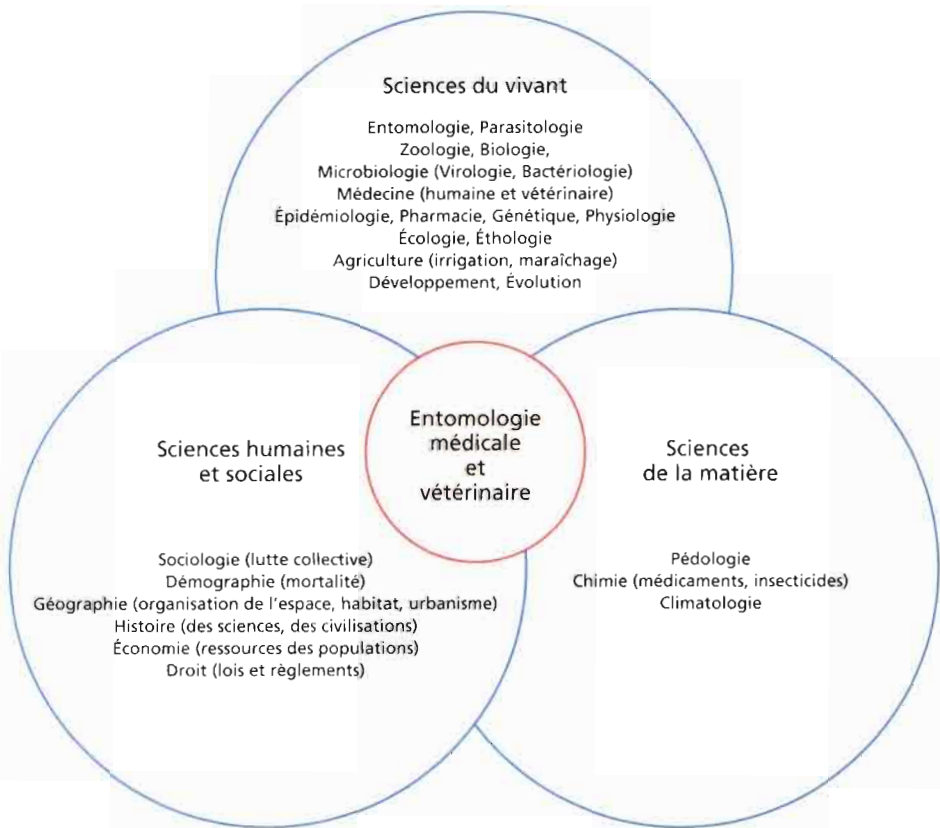 Sciences du vivant
Entomologie, Parasitologie
Zoologie, Biologie,
Microbiologie (Virologie, Bactériologie)
Médecine (humaine et vétérinaire)
Épidémiologie, Pharmacie, Génétique, Physiologie
Écologie, Éthologie
Agriculture (irrigation, maraîchage)
Développement, Évolution
Entomologie
médicale
et
vétérinaire
Sciences humaines
et sociales
Sociologie (lutte collective)
Démographie (mortalité)
Géographie (organisation de l'espace, habitat, urbanisme)
Histoire (des sciences, des civilisations)
Économie (ressources des populations)
Droit (lois et règlements)
Sciences
de la matière
Pédologie
Chimie (médicaments, insecticides)
Climatologie